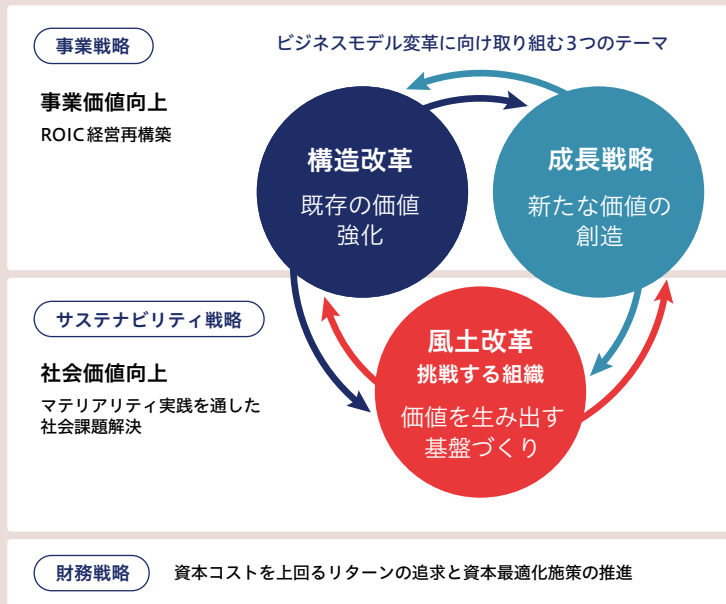 事業戦略
ビジネスモデル変革に向け取り組む3つのテーマ
事業価値向上
ROIC経営再構築
構造改革
既存の価値
強化
成長戦略
新たな価値の
創造
サステナビリティ戦略
社会価値向上
マテリアリティ実践を通した
社会課題解決
風土改革
挑戦する組織
価値を生み出す
基盤づくり
財務戦略
資本コストを上回るリターンの追求と資本最適化施策の推進